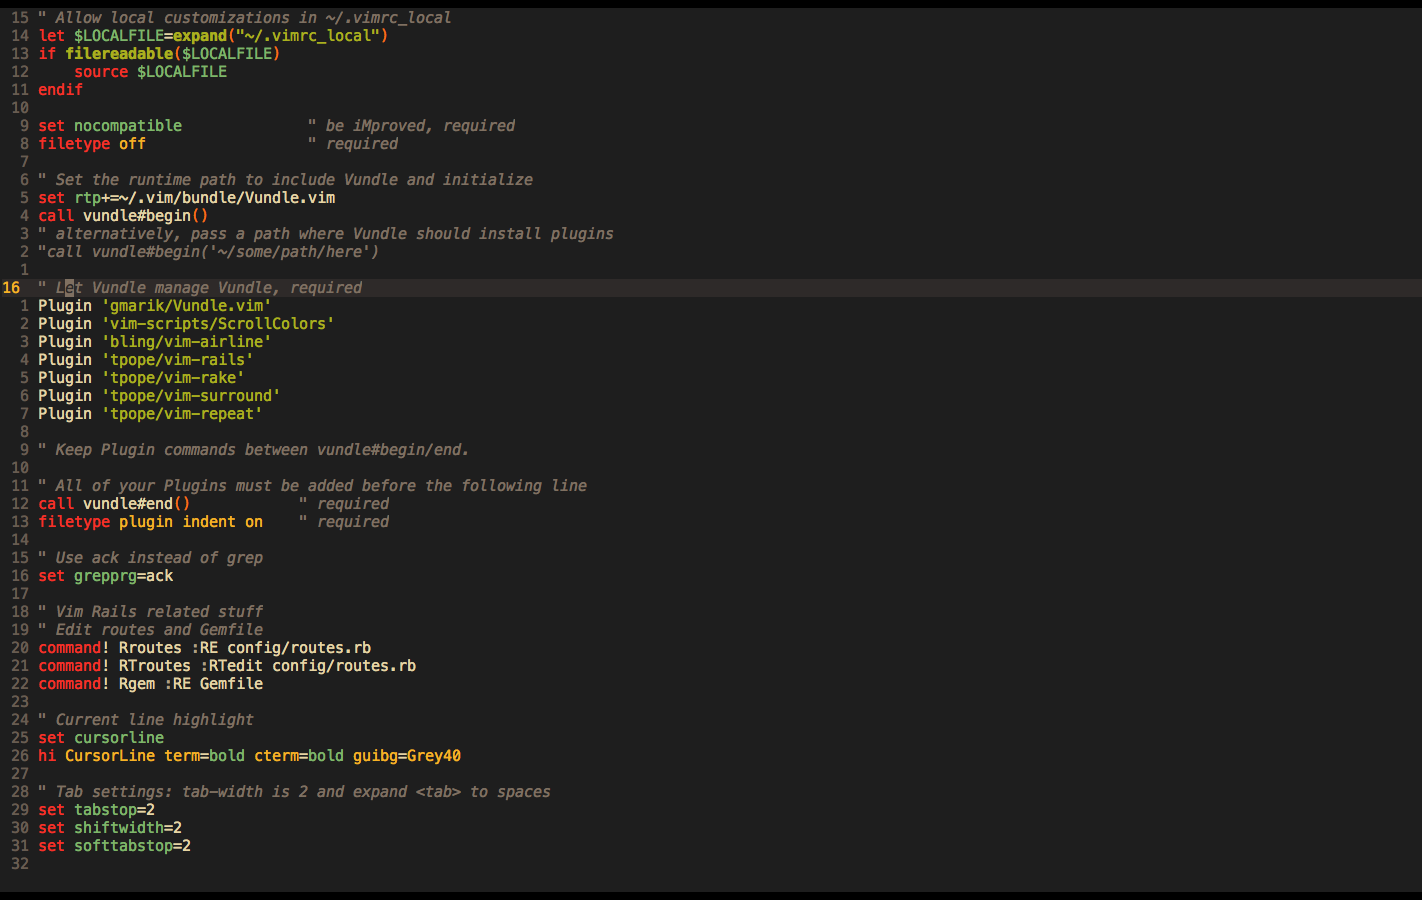 15 " Allow local customizations in ~/.vimrc_local
14 let $LOCALFILE=expand("~/.vimrc_local")
13 if filereadable($LOCALFILE)
12     source $LOCALFILE
11 endif
10
9 set nocompatible              " be iMproved, required
8 filetype off                  " required
7
6 " Set the runtime path to include Vundle and initialize
5 set rtp+=~/.vim/bundle/Vundle.vim
4 call vundle#begin()
3 " alternatively, pass a path where Vundle should install plugins
2 "call vundle#begin('~/some/path/here')
1
16 " Let Vundle manage Vundle, required
1 Plugin 'gmarik/Vundle.vim'
2 Plugin 'vim-scripts/ScrollColors'
3 Plugin 'bling/vim-airline'
4 Plugin 'tpope/vim-rails'
5 Plugin 'tpope/vim-rake'
6 Plugin 'tpope/vim-surround'
7 Plugin 'tpope/vim-repeat'
8
9 " Keep Plugin commands between vundle#begin/end.
10
11 " All of your Plugins must be added before the following line
12 call vundle#end()            " required
13 filetype plugin indent on    " required
14
15 " Use ack instead of grep
16 set grepprg=ack
17
18 " Vim Rails related stuff
19 " Edit routes and Gemfile
20 command! Rroutes :RE config/routes.rb
21 command! RTroutes :RTedit config/routes.rb
22 command! Rgem :RE Gemfile
23
24 " Current line highlight
25 set cursorline
26 hi CursorLine term=bold cterm=bold guibg=Grey40
27
28 " Tab settings: tab-width is 2 and expand <tab> to spaces
29 set tabstop=2
30 set shiftwidth=2
31 set softtabstop=2
32